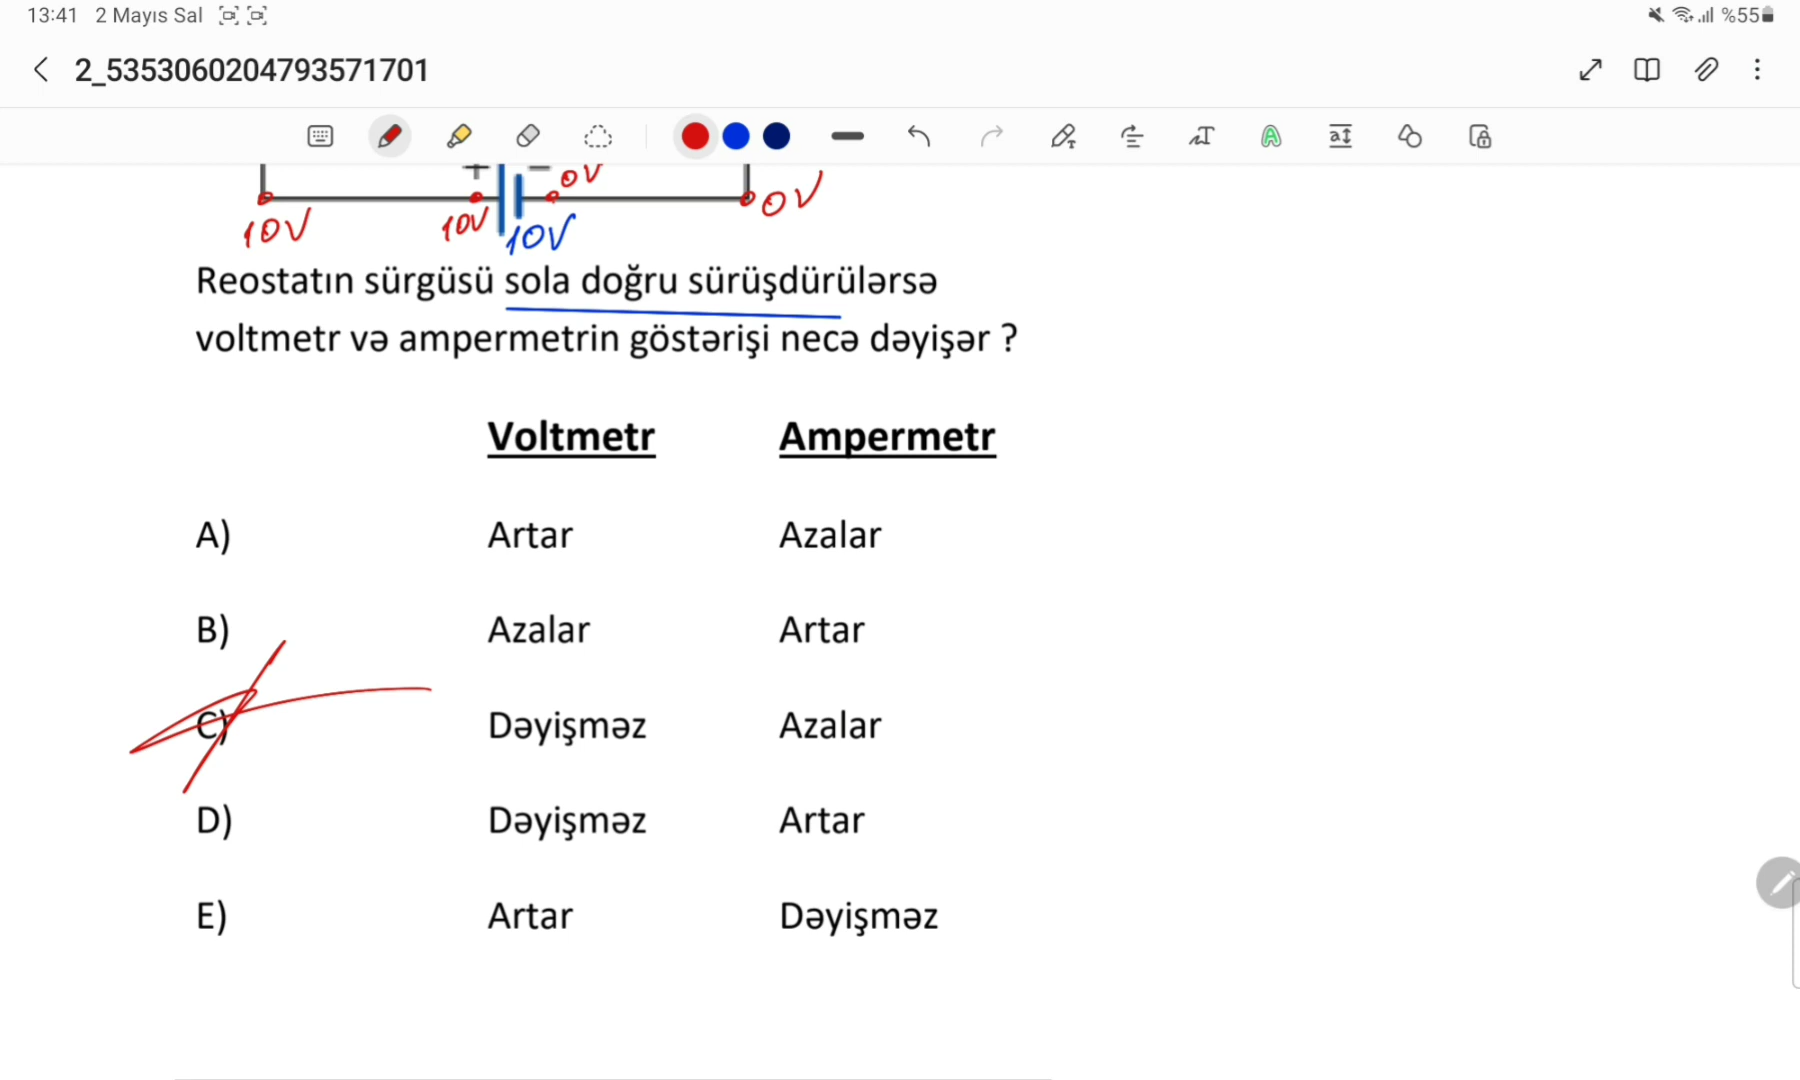 13:41 2 Mayıs Sal %55
2_5353060204793571701
+ − 0V
10V 10V 10V 0V
Reostatın sürgüsü sola doğru sürüşdürülərsə
voltmetr və ampermetrin göstərişi necə dəyişər ?
Voltmetr Ampermetr
A) Artar Azalar
B) Azalar Artar
C) Dəyişməz Azalar
D) Dəyişməz Artar
E) Artar Dəyişməz